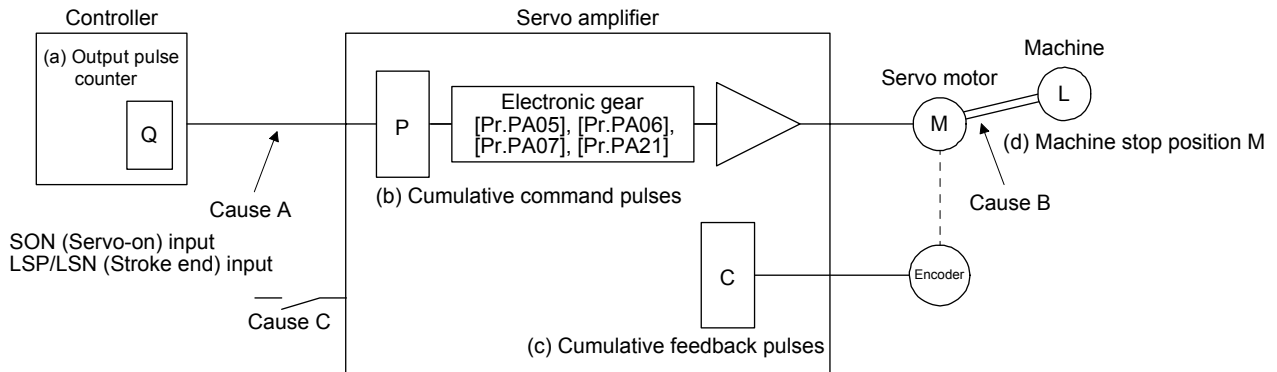 Controller
Servo amplifier
(a) Output pulse
counter
Q
P
Electronic gear
[Pr.PA05], [Pr.PA06],
[Pr.PA07], [Pr.PA21]
Servo motor
M
Machine
L
(d) Machine stop position M
Cause A
(b) Cumulative command pulses
Cause B
SON (Servo-on) input
LSP/LSN (Stroke end) input
Cause C
C
Encoder
(c) Cumulative feedback pulses